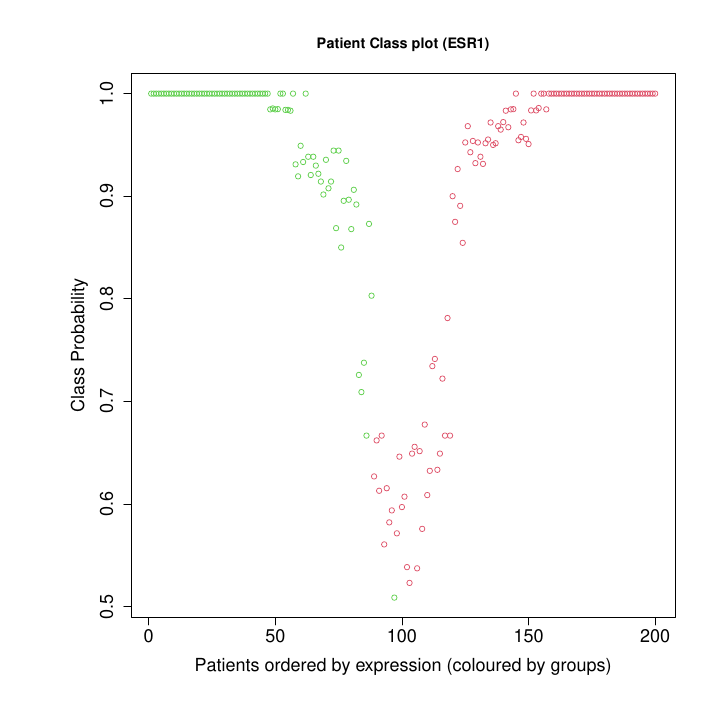 Patient Class plot (ESR1)
Class Probability
1.0
0.9
0.8
0.7
0.6
0.5
0 50 100 150 200
Patients ordered by expression (coloured by groups)